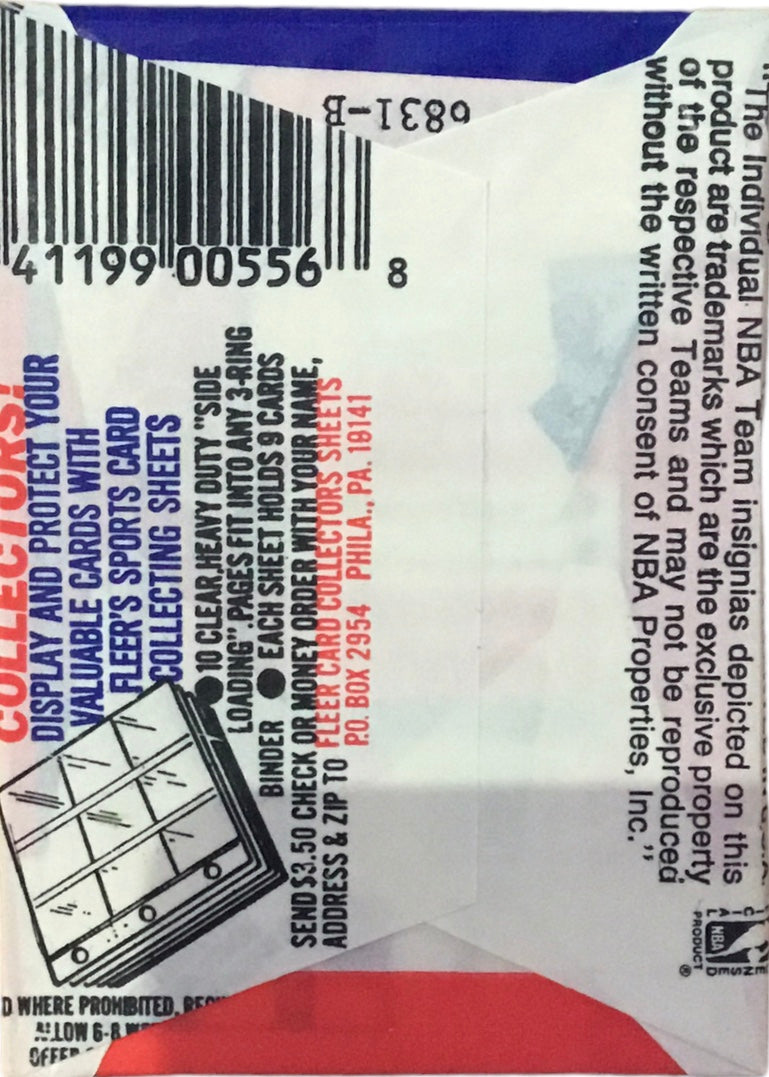 6831-B
41199 00556 8
COLLECTORS!
DISPLAY AND PROTECT YOUR
VALUABLE CARDS WITH
FLEER'S SPORTS CARD
COLLECTING SHEETS
● 10 CLEAR, HEAVY DUTY "SIDE
LOADING" PAGES FIT INTO ANY 3-RING
BINDER ● EACH SHEET HOLDS 9 CARDS
SEND $3.50 CHECK OR MONEY ORDER WITH YOUR NAME,
ADDRESS & ZIP TO FLEER CARD COLLECTORS SHEETS
P.O. BOX 2954 PHILA., PA. 19141
D WHERE PROHIBITED.
ALLOW 6-8
OFFER
"The Individual NBA Team insignias depicted on this
product are trademarks which are the exclusive property
of the respective Teams and may not be reproduced
without the written consent of NBA Properties, Inc."
NBA
PRODUCT
®